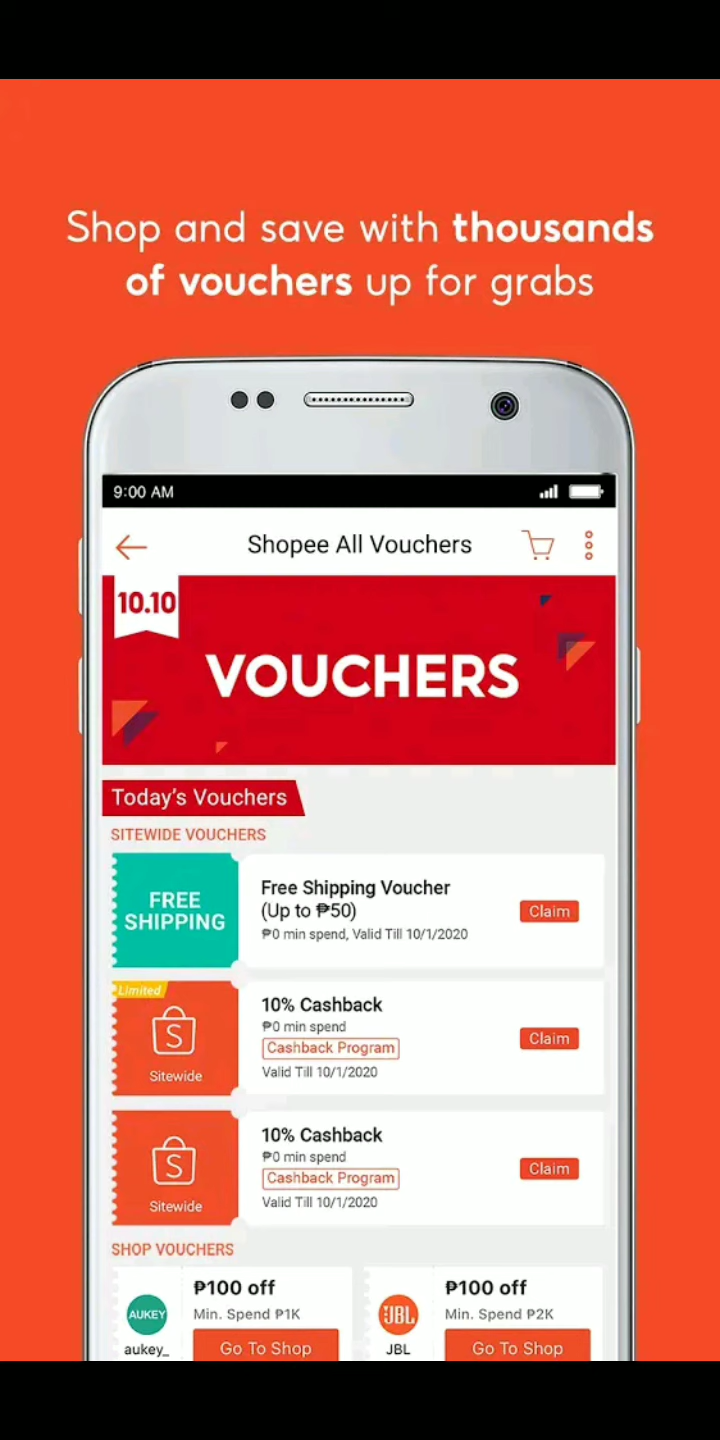 Shop and save with thousands
of vouchers up for grabs
9:00 AM
Shopee All Vouchers
10.10
VOUCHERS
Today's Vouchers
SITEWIDE VOUCHERS
FREE
SHIPPING
Free Shipping Voucher
(Up to ₱50)
₱0 min spend, Valid Till 10/1/2020
Claim
Limited
S
Sitewide
10% Cashback
₱0 min spend
Cashback Program
Valid Till 10/1/2020
Claim
S
Sitewide
10% Cashback
₱0 min spend
Cashback Program
Valid Till 10/1/2020
Claim
SHOP VOUCHERS
AUKEY
aukey_
₱100 off
Min. Spend ₱1K
Go To Shop
JBL
JBL
₱100 off
Min. Spend ₱2K
Go To Shop